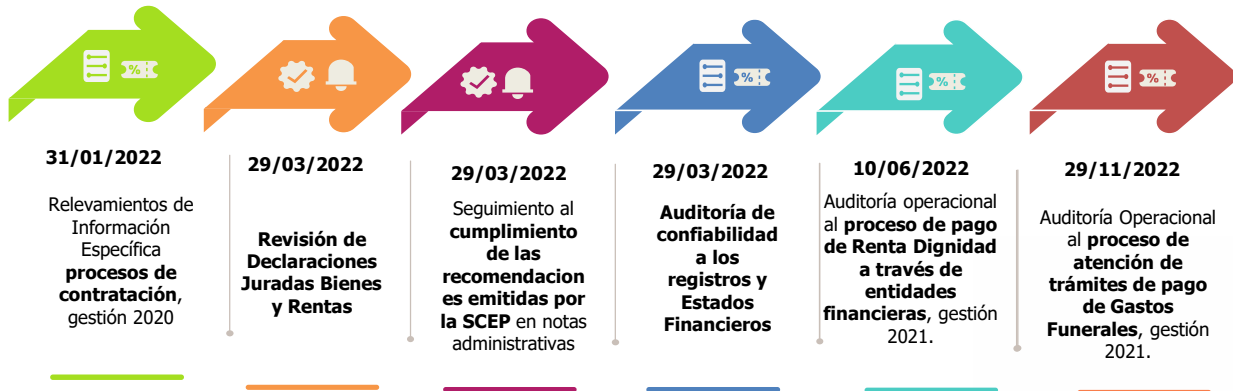 31/01/2022
Relevamientos de
Información
Específica
procesos de
contratación,
gestión 2020
29/03/2022
Revisión de
Declaraciones
Juradas Bienes
y Rentas
29/03/2022
Seguimiento al
cumplimiento
de las
recomendacion
es emitidas por
la SCEP en notas
administrativas
29/03/2022
Auditoría de
confiabilidad
a los
registros y
Estados
Financieros
10/06/2022
Auditoría operacional
al proceso de pago
de Renta Dignidad
a través de
entidades
financieras, gestión
2021.
29/11/2022
Auditoría Operacional
al proceso de
atención de
trámites de pago
de Gastos
Funerales, gestión
2021.